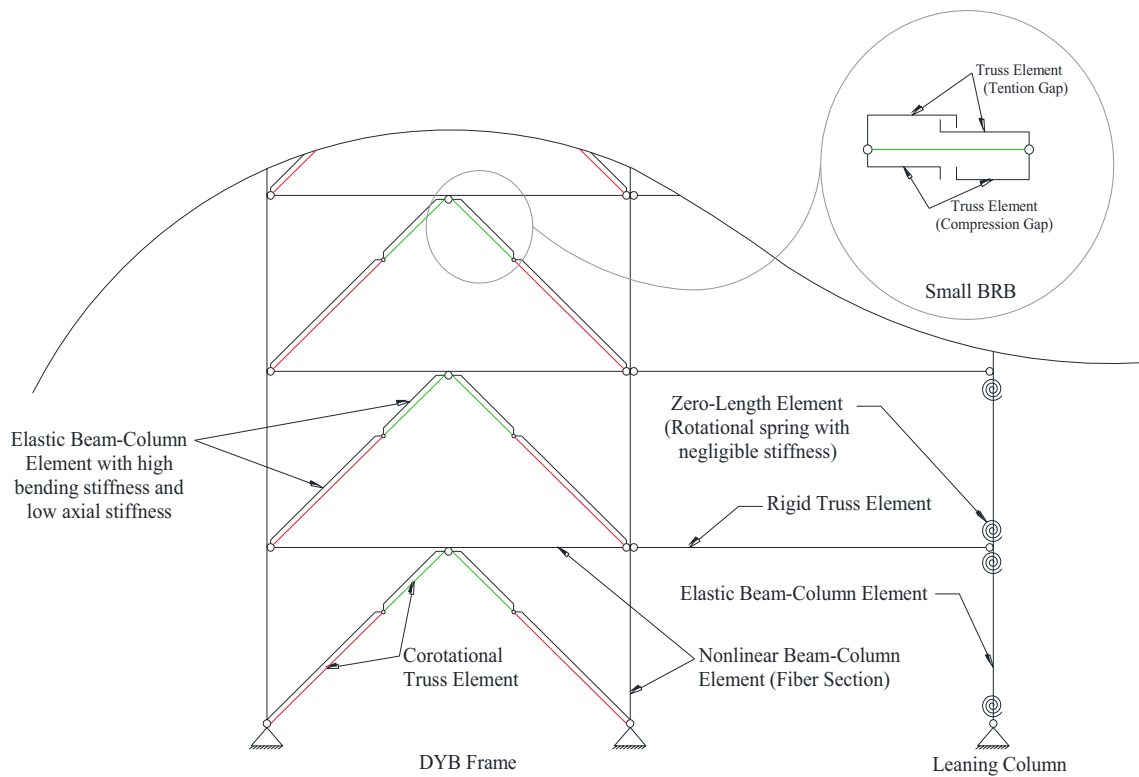 Truss Element
(Tention Gap)
Truss Element
(Compression Gap)
Small BRB
Elastic Beam-Column
Element with high
bending stiffness and
low axial stiffness
Zero-Length Element
(Rotational spring with
negligible stiffness)
Rigid Truss Element
Elastic Beam-Column Element
Corotational
Truss Element
Nonlinear Beam-Column
Element (Fiber Section)
DYB Frame
Leaning Column